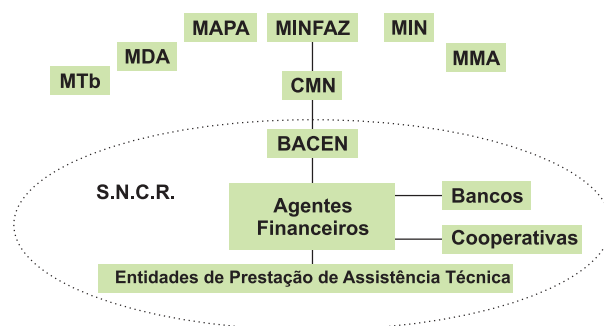 MAPA MINFAZ MIN
MDA MMA
MTb
CMN
BACEN
S.N.C.R.
Agentes
Financeiros
Bancos
Cooperativas
Entidades de Prestação de Assistência Técnica